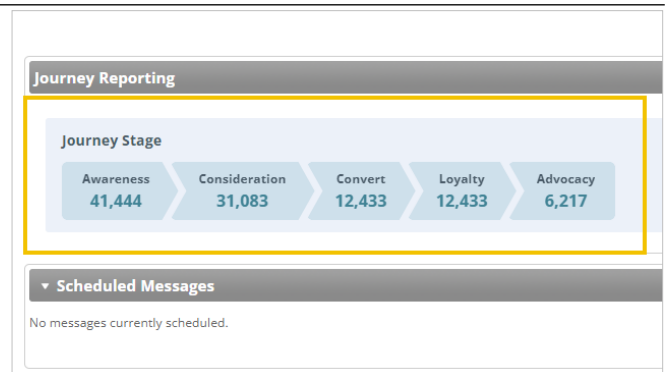 Journey Reporting
Journey Stage
Awareness Consideration Convert Loyalty Advocacy
41,444 31,083 12,433 12,433 6,217
Scheduled Messages
No messages currently scheduled.